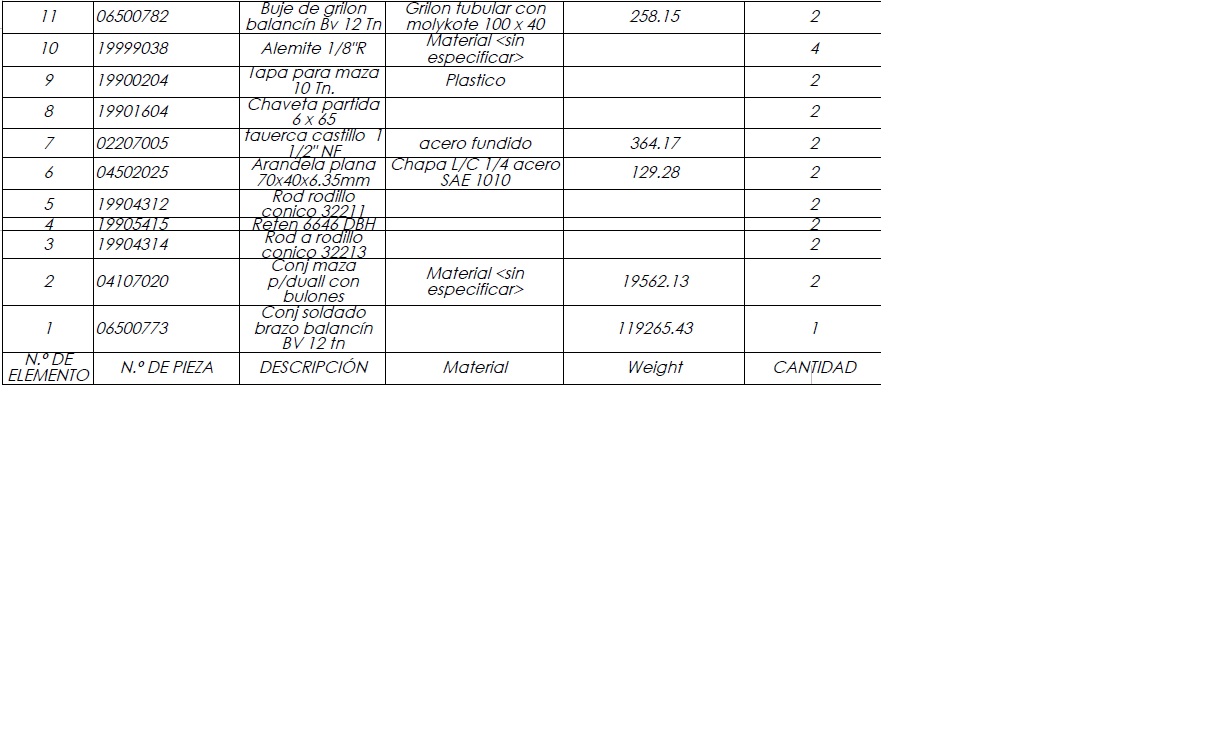 11 06500782 Buje de grilon balancín Bv 12 Tn Grilon tubular con molykote 100 x 40 258.15 2
10 19999038 Alemite 1/8"R Material <sin especificar> 4
9 19900204 Tapa para maza 10 Tn. Plastico 2
8 19901604 Chaveta partida 6 x 65 2
7 02207005 tauerca castillo 1 1/2" NF acero fundido 364.17 2
6 04502025 Arandela plana 70x40x6.35mm Chapa L/C 1/4 acero SAE 1010 129.28 2
5 19904312 Rod rodillo conico 32211 2
4 19905415 Reten 6646 DBH 2
3 19904314 Rod a rodillo conico 32213 2
2 04107020 Conj maza p/duall con bulones Material <sin especificar> 19562.13 2
1 06500773 Conj soldado brazo balancín BV 12 tn 119265.43 1
N.º DE ELEMENTO N.º DE PIEZA DESCRIPCIÓN Material Weight CANTIDAD